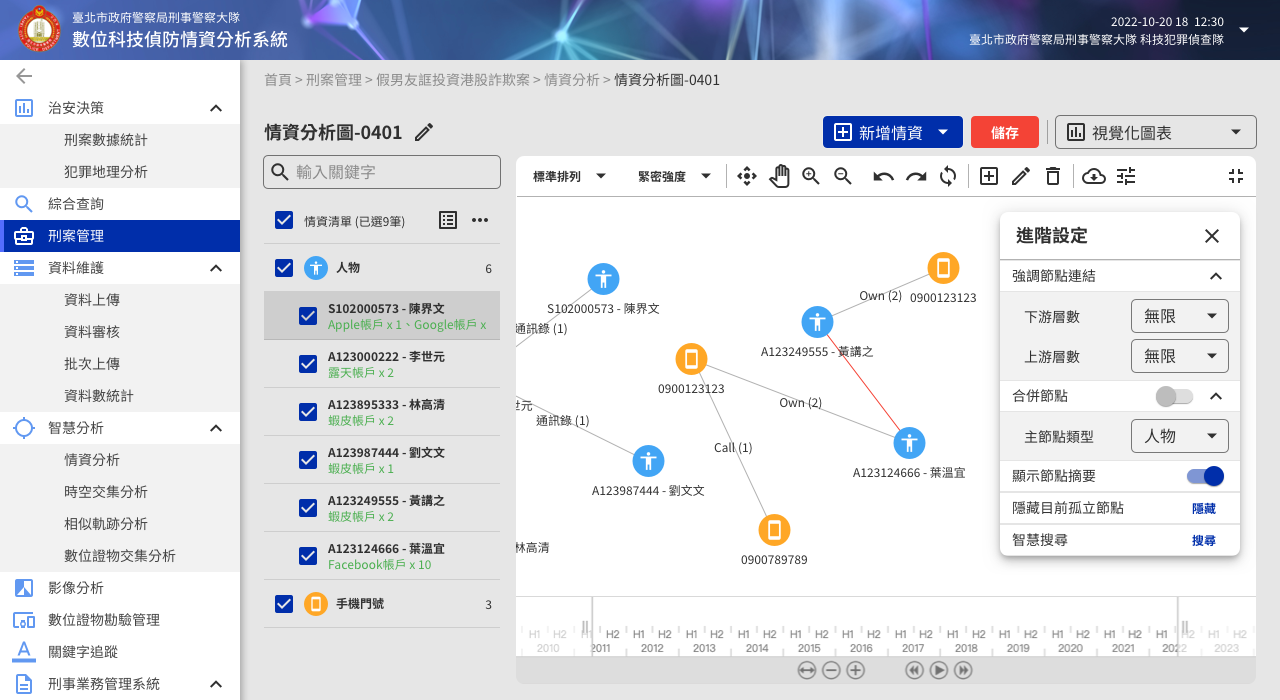 臺北市政府警察局刑事警察大隊
數位科技偵防情資分析系統
2022-10-20 18 12:30
臺北市政府警察局刑事警察大隊 科技犯罪偵查隊
治安決策
刑案數據統計
犯罪地理分析
綜合查詢
刑案管理
資料維護
資料上傳
資料審核
批次上傳
資料數統計
智慧分析
情資分析
時空交集分析
相似軌跡分析
數位證物交集分析
影像分析
數位證物勘驗管理
關鍵字追蹤
刑事業務管理系統
首頁 > 刑案管理 > 假男友誆投資港股詐欺案 > 情資分析 > 情資分析圖-0401
情資分析圖-0401
新增情資
儲存
視覺化圖表
輸入關鍵字
情資清單 (已選9筆)
人物 6
S102000573 - 陳界文
Apple帳戶 x 1、Google帳戶 x
A123000222 - 李世元
露天帳戶 x 2
A123895333 - 林高清
蝦皮帳戶 x 2
A123987444 - 劉文文
蝦皮帳戶 x 1
A123249555 - 黃講之
蝦皮帳戶 x 2
A123124666 - 葉溫宜
Facebook帳戶 x 10
手機門號 3
標準排列
緊密強度
S102000573 - 陳界文
通訊錄 (1)
Own (2)
0900123123
A123249555 - 黃講之
0900123123
世元
通訊錄 (1)
Own (2)
Call (1)
A123987444 - 劉文文
A123124666 - 葉溫宜
林高清
0900789789
進階設定
強調節點連結
下游層數 無限
上游層數 無限
合併節點
主節點類型 人物
顯示節點摘要
隱藏目前孤立節點 隱藏
智慧搜尋 搜尋
H1 H2 H1 H2 H1 H2 H1 H2 H1 H2 H1 H2 H1 H2 H1 H2 H1 H2 H1 H2 H1 H2 H1 H2 H1 H2 H1 H2
2010 2011 2012 2013 2014 2015 2016 2017 2018 2019 2020 2021 2022 2023